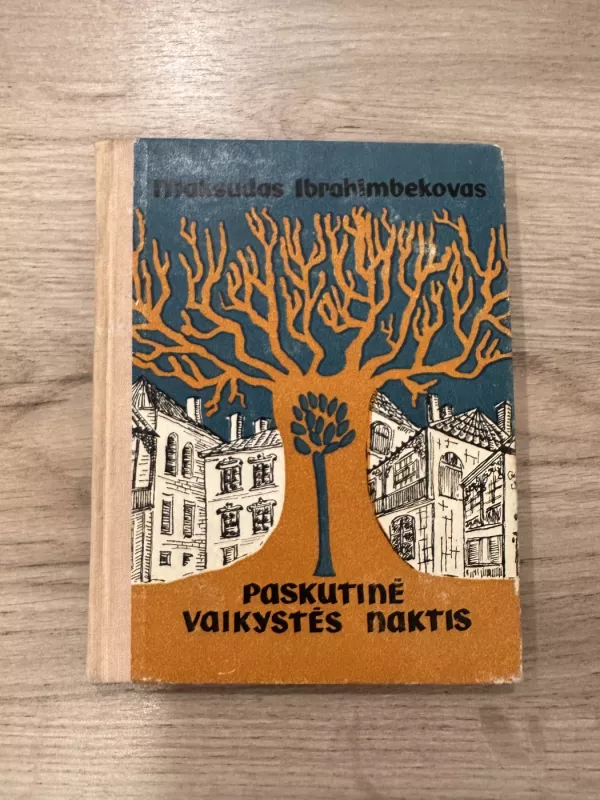 Maksudas Ibrahimbekovas
PASKUTINĖ
VAIKYSTĖS NAKTIS